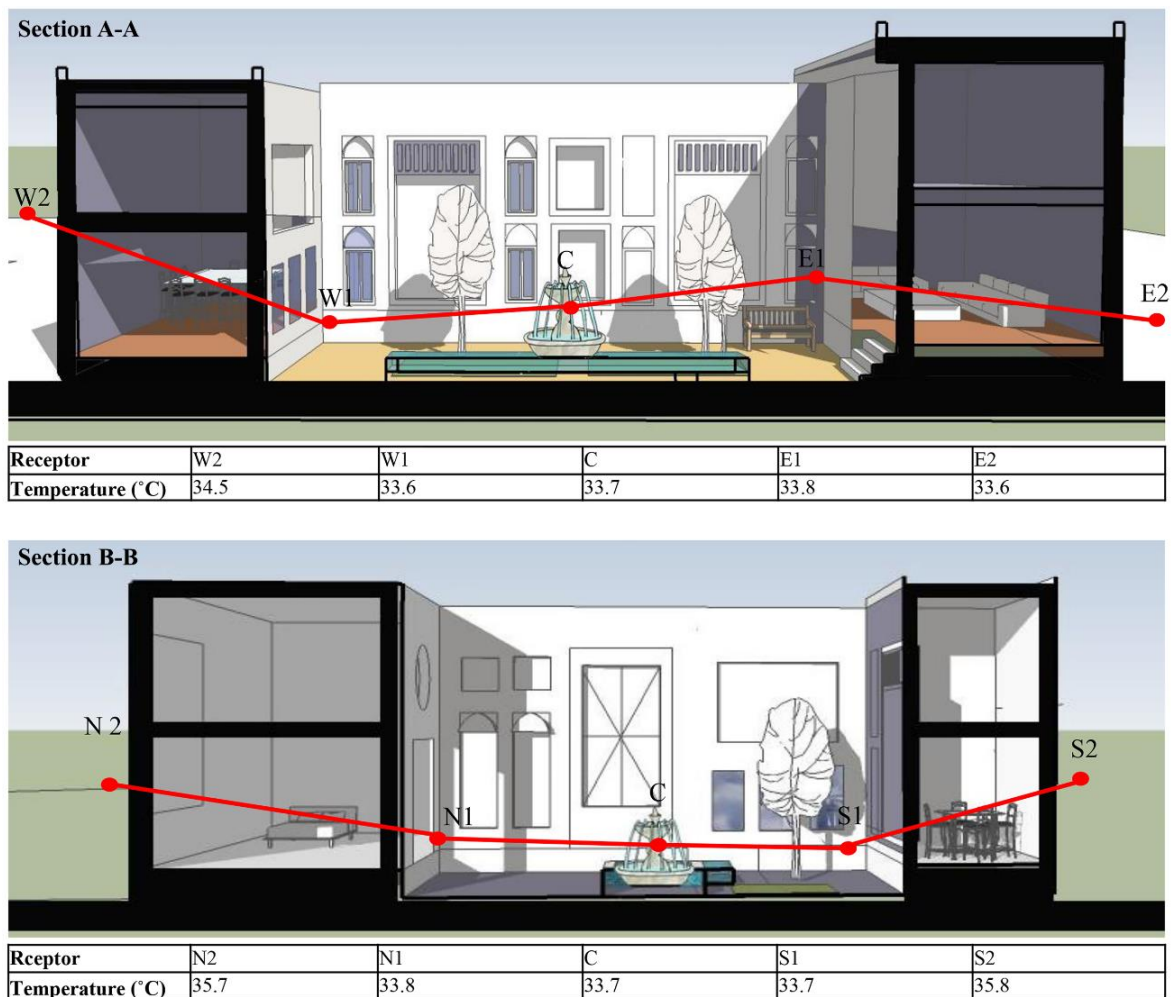 Section A-A
W2
W1
C
E1
E2
Receptor W2 W1 C E1 E2
Temperature (˚C) 34.5 33.6 33.7 33.8 33.6
Section B-B
N 2
N1
C
S1
S2
Rceptor N2 N1 C S1 S2
Temperature (˚C) 35.7 33.8 33.7 33.7 35.8